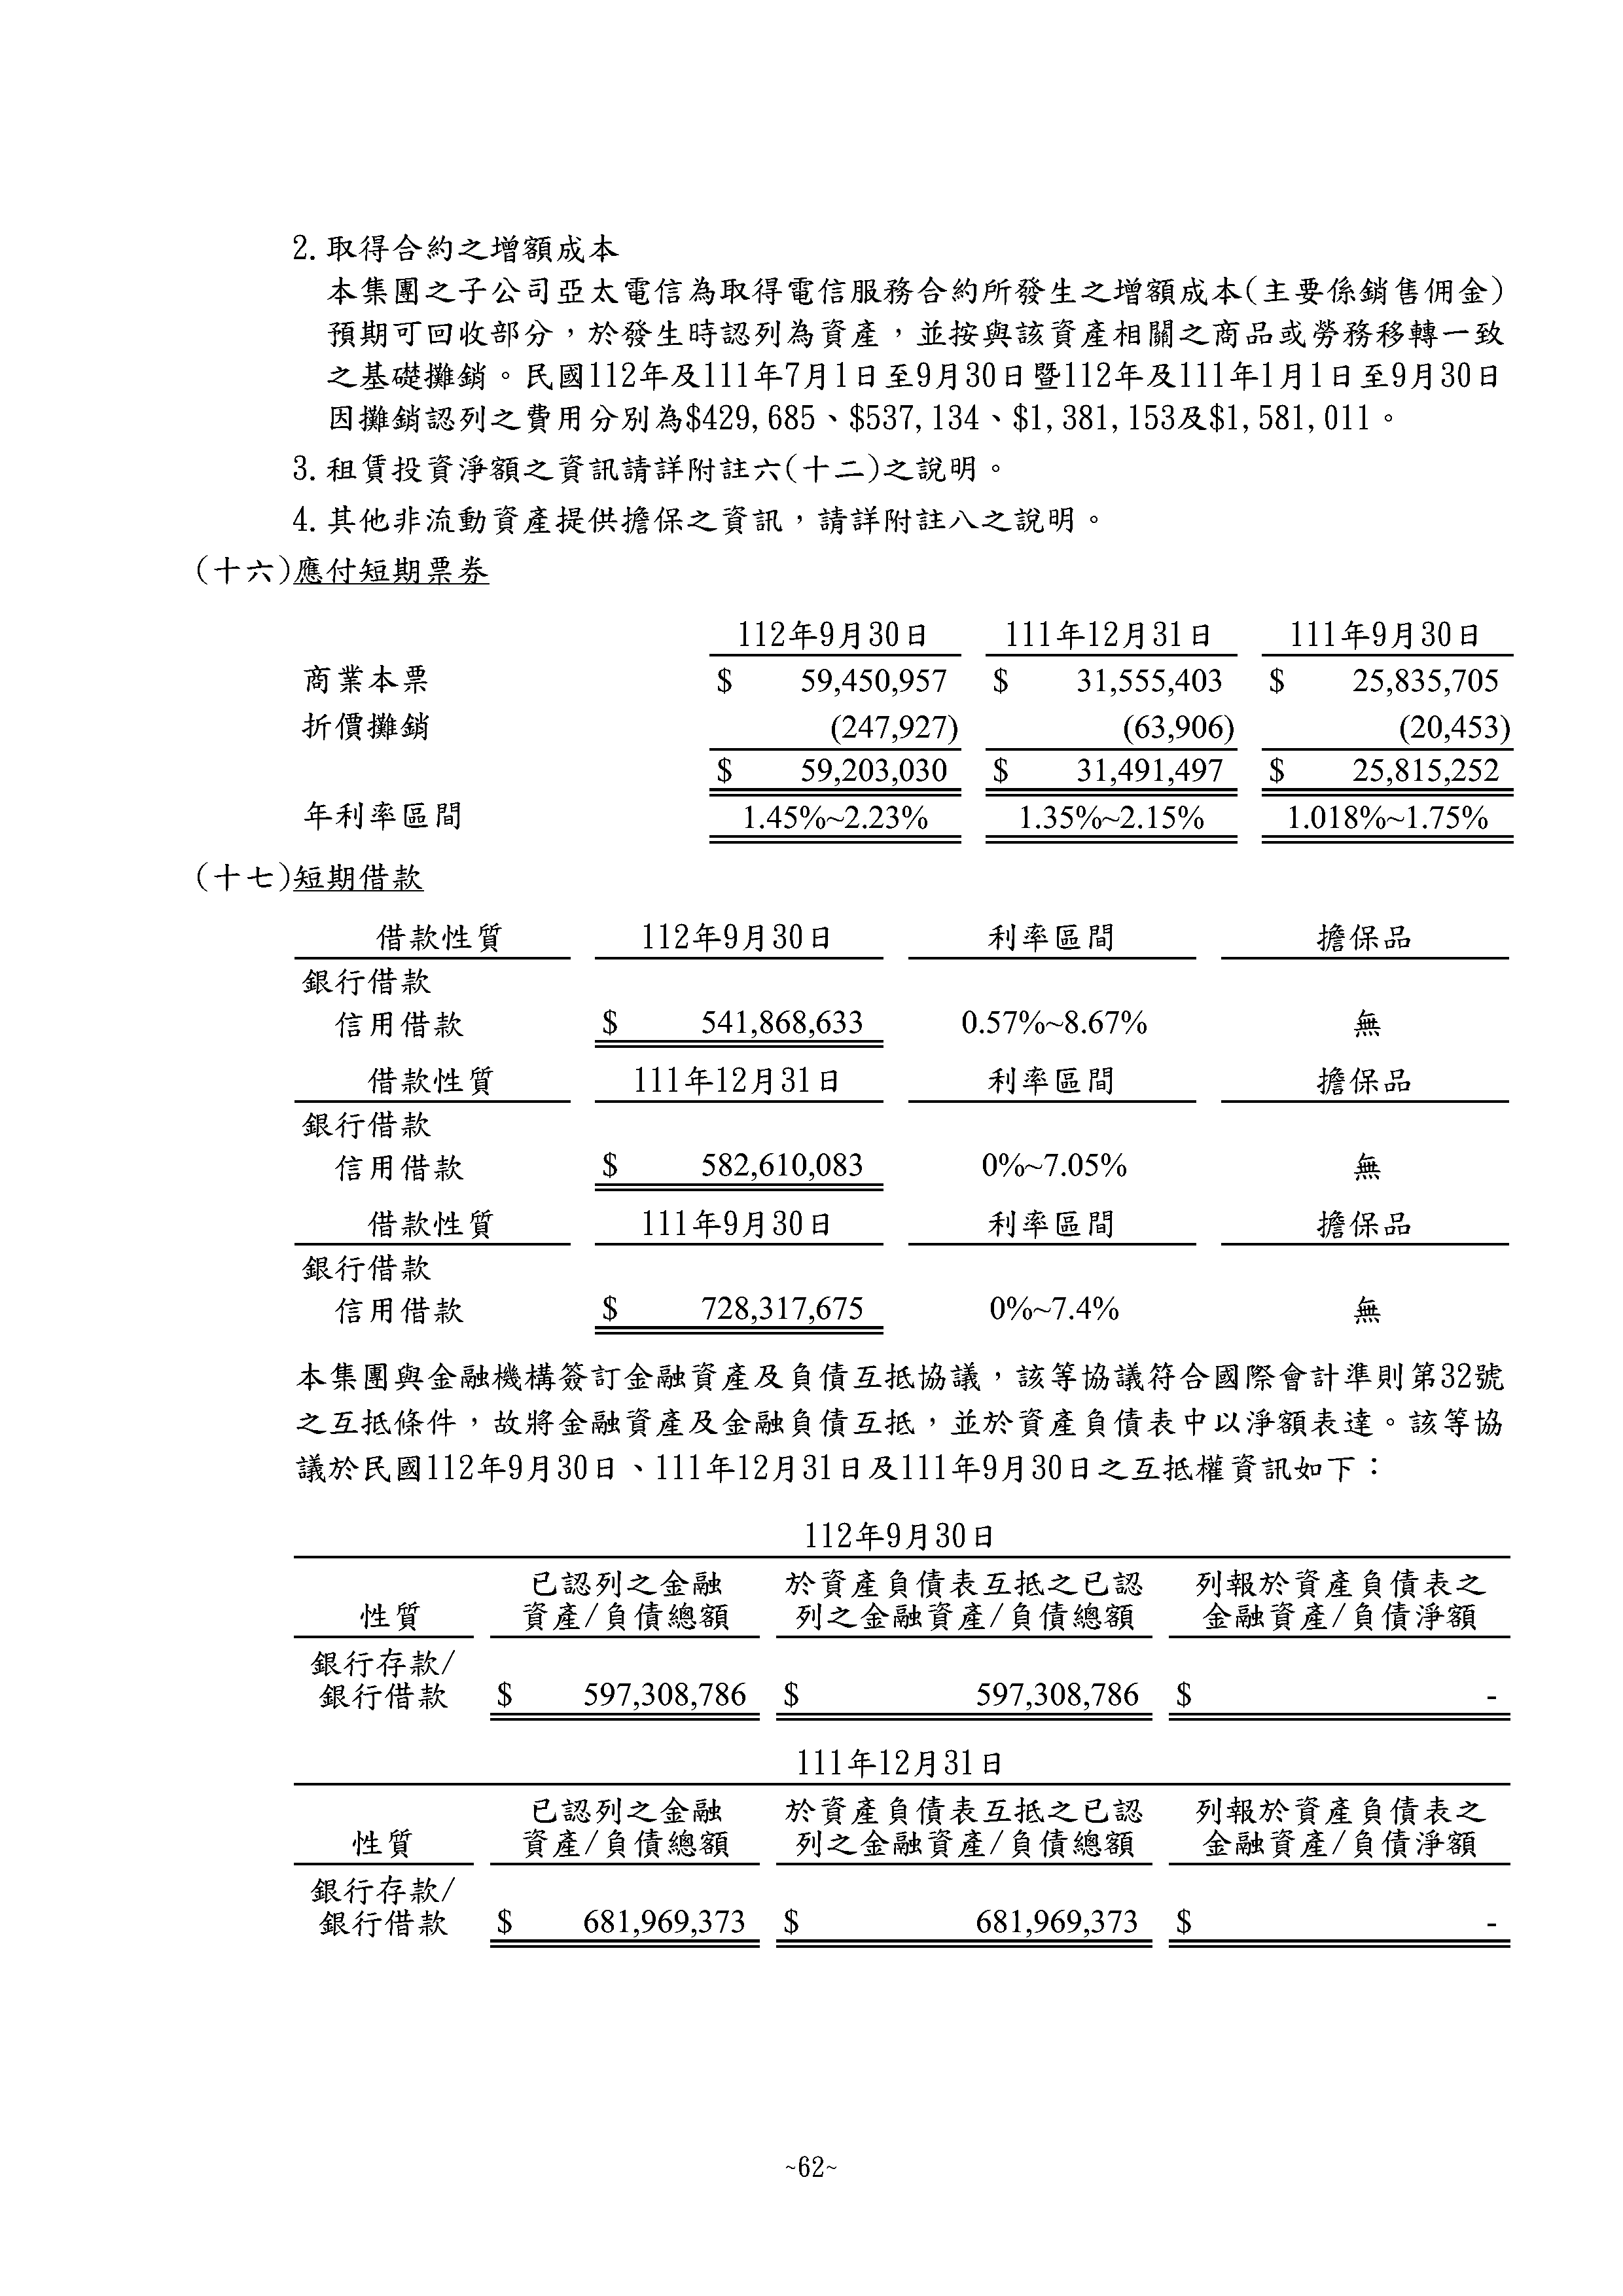 2. 取得合約之增額成本
本集團之子公司亞太電信為取得電信服務合約所發生之增額成本(主要係銷售佣金)
預期可回收部分，於發生時認列為資產，並按與該資產相關之商品或勞務移轉一致
之基礎攤銷。民國112年及111年7月1日至9月30日暨112年及111年1月1日至9月30日
因攤銷認列之費用分別為$429,685、$537,134、$1,381,153及$1,581,011。
3. 租賃投資淨額之資訊請詳附註六(十二)之說明。
4. 其他非流動資產提供擔保之資訊，請詳附註八之說明。
(十六)應付短期票券
112年9月30日 111年12月31日 111年9月30日
商業本票 $ 59,450,957 $ 31,555,403 $ 25,835,705
折價攤銷 (247,927) (63,906) (20,453)
$ 59,203,030 $ 31,491,497 $ 25,815,252
年利率區間 1.45%~2.23% 1.35%~2.15% 1.018%~1.75%
(十七)短期借款
借款性質 112年9月30日 利率區間 擔保品
銀行借款
信用借款 $ 541,868,633 0.57%~8.67% 無
借款性質 111年12月31日 利率區間 擔保品
銀行借款
信用借款 $ 582,610,083 0%~7.05% 無
借款性質 111年9月30日 利率區間 擔保品
銀行借款
信用借款 $ 728,317,675 0%~7.4% 無
本集團與金融機構簽訂金融資產及負債互抵協議，該等協議符合國際會計準則第32號
之互抵條件，故將金融資產及金融負債互抵，並於資產負債表中以淨額表達。該等協
議於民國112年9月30日、111年12月31日及111年9月30日之互抵權資訊如下：
112年9月30日
已認列之金融 於資產負債表互抵之已認 列報於資產負債表之
性質 資產/負債總額 列之金融資產/負債總額 金融資產/負債淨額
銀行存款/
銀行借款 $ 597,308,786 $ 597,308,786 $ -
111年12月31日
已認列之金融 於資產負債表互抵之已認 列報於資產負債表之
性質 資產/負債總額 列之金融資產/負債總額 金融資產/負債淨額
銀行存款/
銀行借款 $ 681,969,373 $ 681,969,373 $ -
~62~